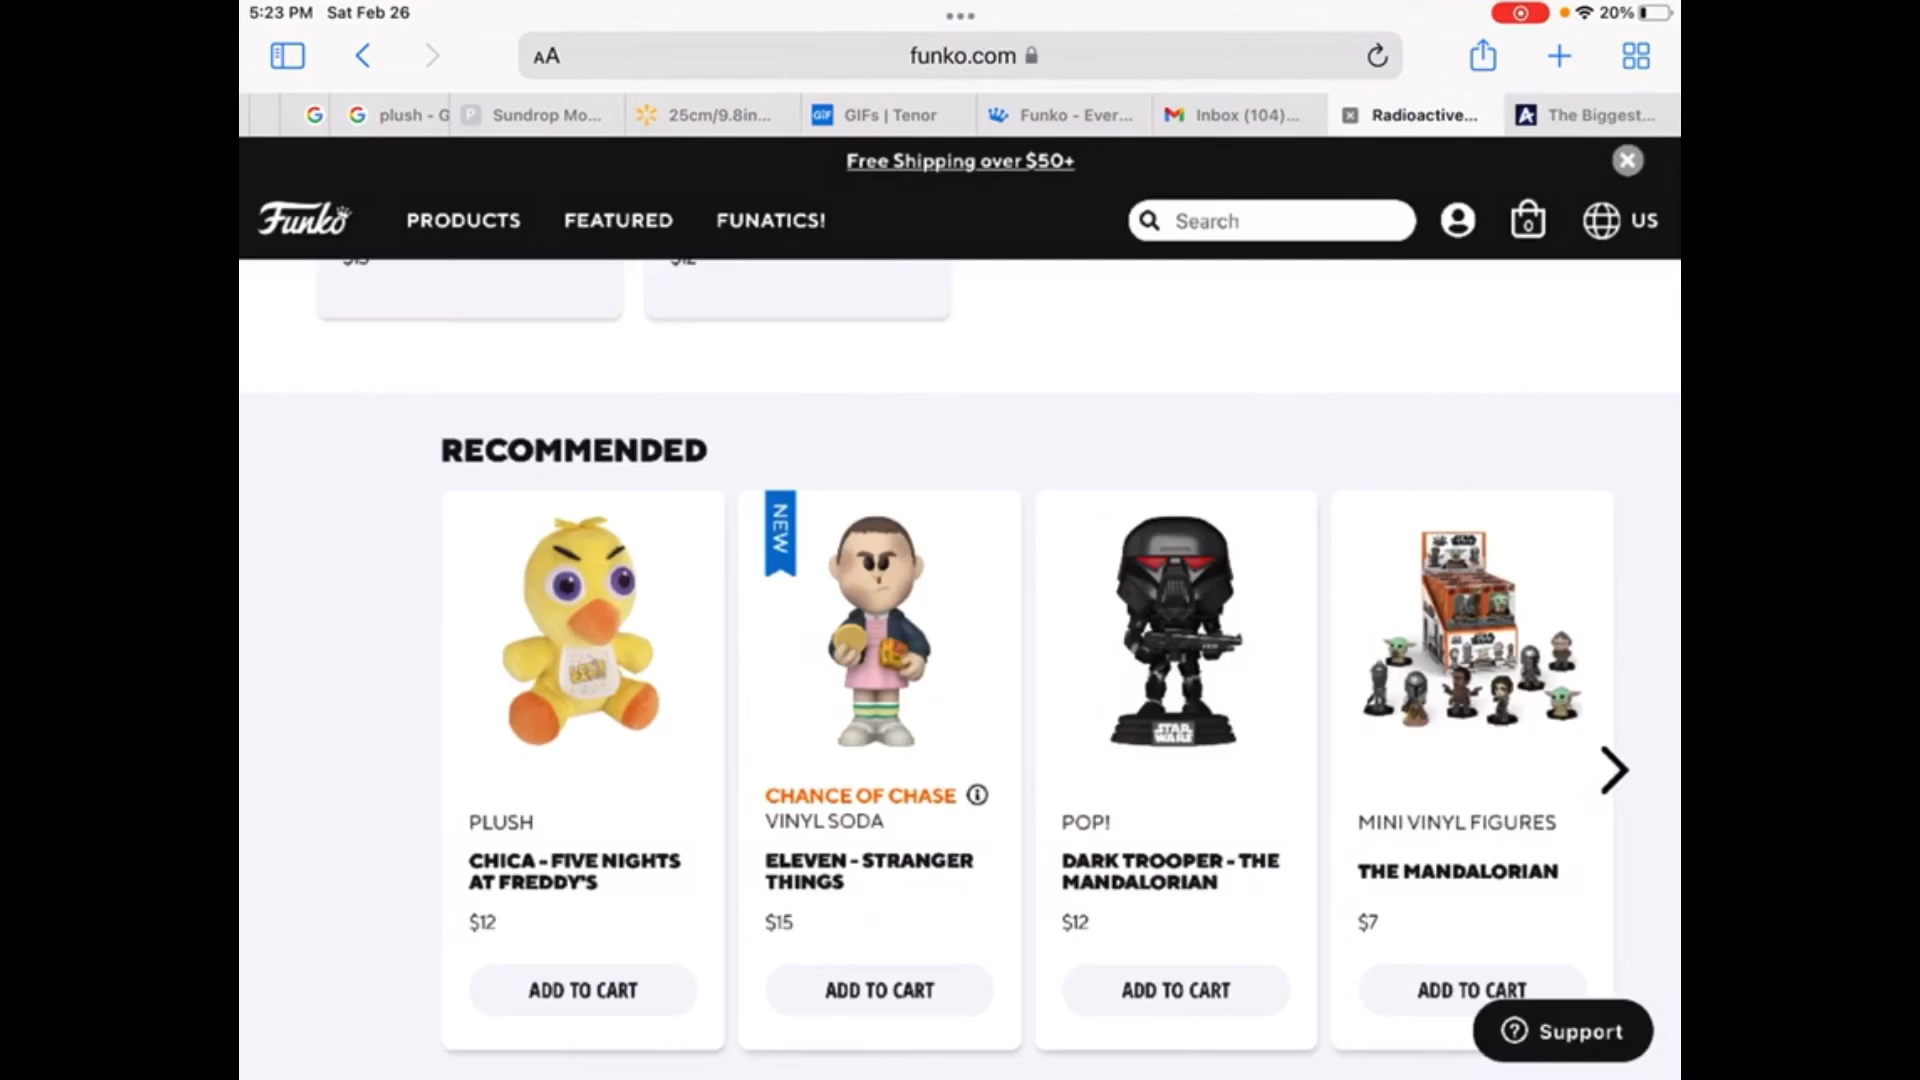 5:23 PM Sat Feb 26
20%
AA
funko.com
plush - G
Sundrop Mo...
25cm/9.8in...
GIF
GIFs | Tenor
Funko - Ever...
Inbox (104)...
Radioactive...
The Biggest...
Free Shipping over $50+
Funko
PRODUCTS
FEATURED
FUNATICS!
Search
0
US
RECOMMENDED
NEW
STAR
WARS
PLUSH
CHICA - FIVE NIGHTS
AT FREDDY'S
$12
ADD TO CART
CHANCE OF CHASE
VINYL SODA
ELEVEN - STRANGER
THINGS
$15
ADD TO CART
POP!
DARK TROOPER - THE
MANDALORIAN
$12
ADD TO CART
MINI VINYL FIGURES
THE MANDALORIAN
$7
ADD TO CART
Support